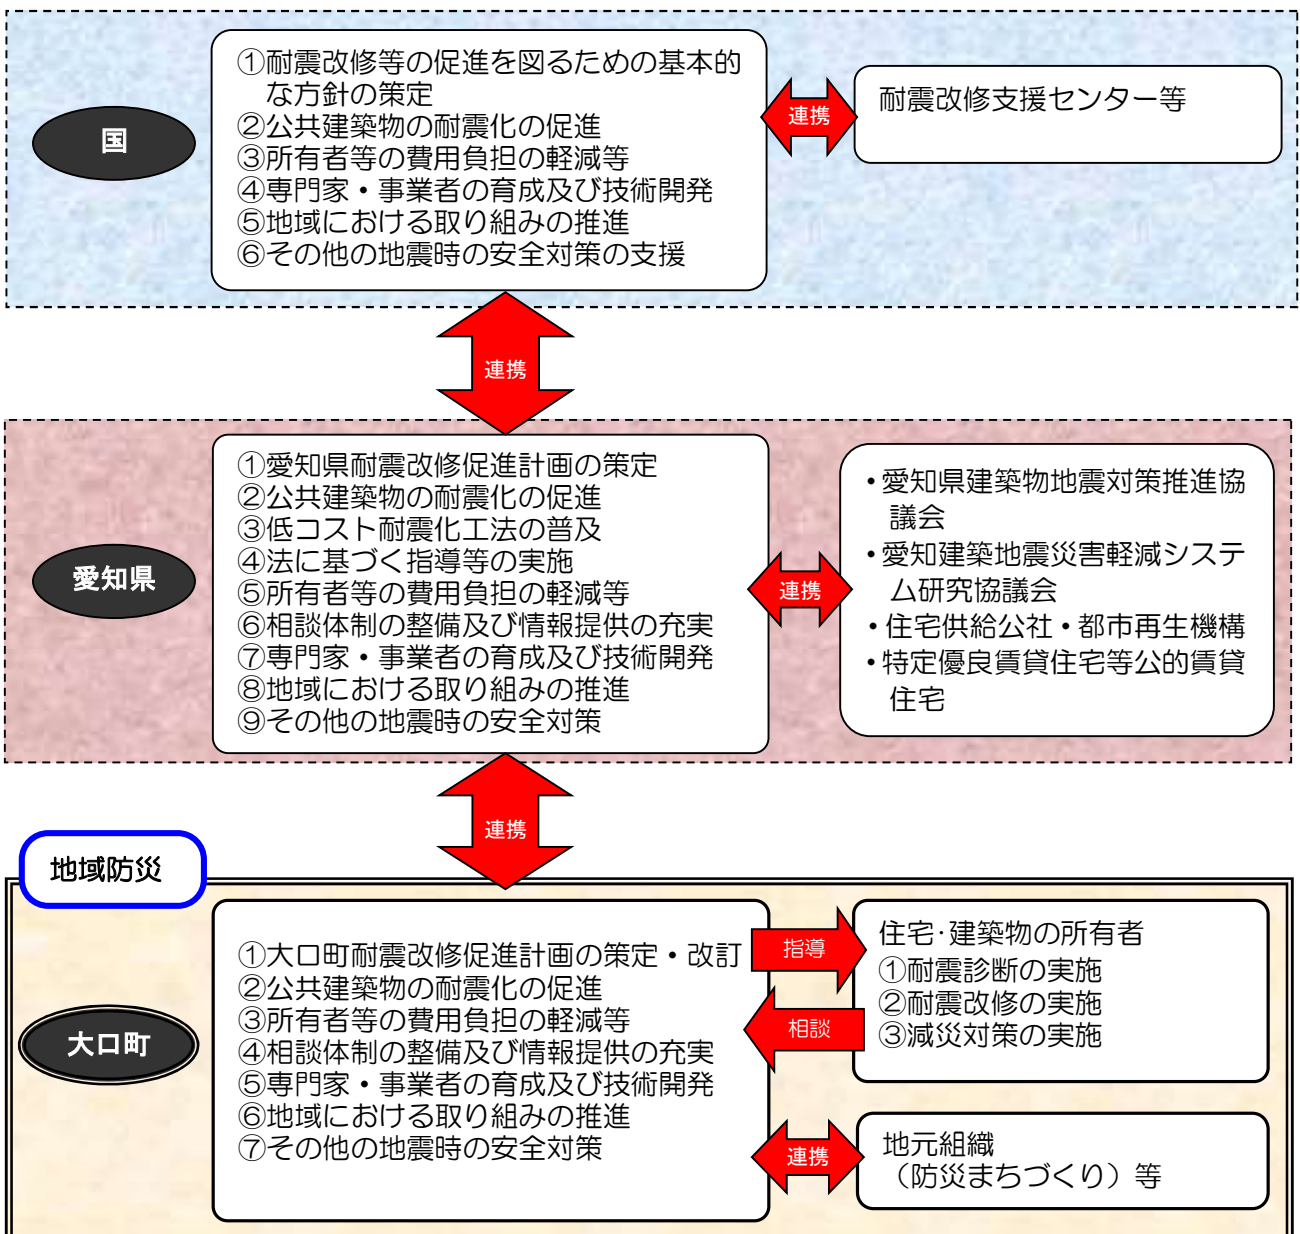 国
①耐震改修等の促進を図るための基本的
な方針の策定
②公共建築物の耐震化の促進
③所有者等の費用負担の軽減等
④専門家・事業者の育成及び技術開発
⑤地域における取り組みの推進
⑥その他の地震時の安全対策の支援
連携
耐震改修支援センター等
連携
愛知県
①愛知県耐震改修促進計画の策定
②公共建築物の耐震化の促進
③低コスト耐震化工法の普及
④法に基づく指導等の実施
⑤所有者等の費用負担の軽減等
⑥相談体制の整備及び情報提供の充実
⑦専門家・事業者の育成及び技術開発
⑧地域における取り組みの推進
⑨その他の地震時の安全対策
連携
・愛知県建築物地震対策推進協
議会
・愛知建築地震災害軽減システ
ム研究協議会
・住宅供給公社・都市再生機構
・特定優良賃貸住宅等公的賃貸
住宅
連携
地域防災
大口町
①大口町耐震改修促進計画の策定・改訂
②公共建築物の耐震化の促進
③所有者等の費用負担の軽減等
④相談体制の整備及び情報提供の充実
⑤専門家・事業者の育成及び技術開発
⑥地域における取り組みの推進
⑦その他の地震時の安全対策
指導
相談
住宅・建築物の所有者
①耐震診断の実施
②耐震改修の実施
③減災対策の実施
連携
地元組織
（防災まちづくり）等